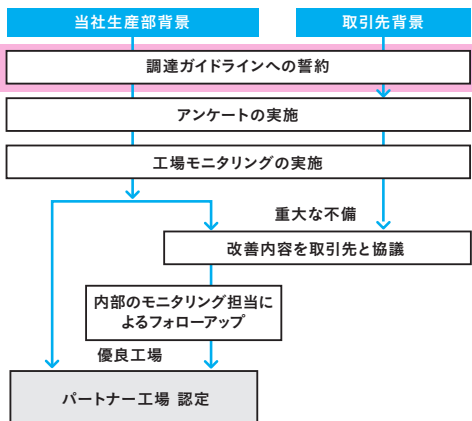 当社生産部背景
取引先背景
調達ガイドラインへの誓約
アンケートの実施
工場モニタリングの実施
重大な不備
改善内容を取引先と協議
内部のモニタリング担当に
よるフォローアップ
優良工場
パートナー工場 認定